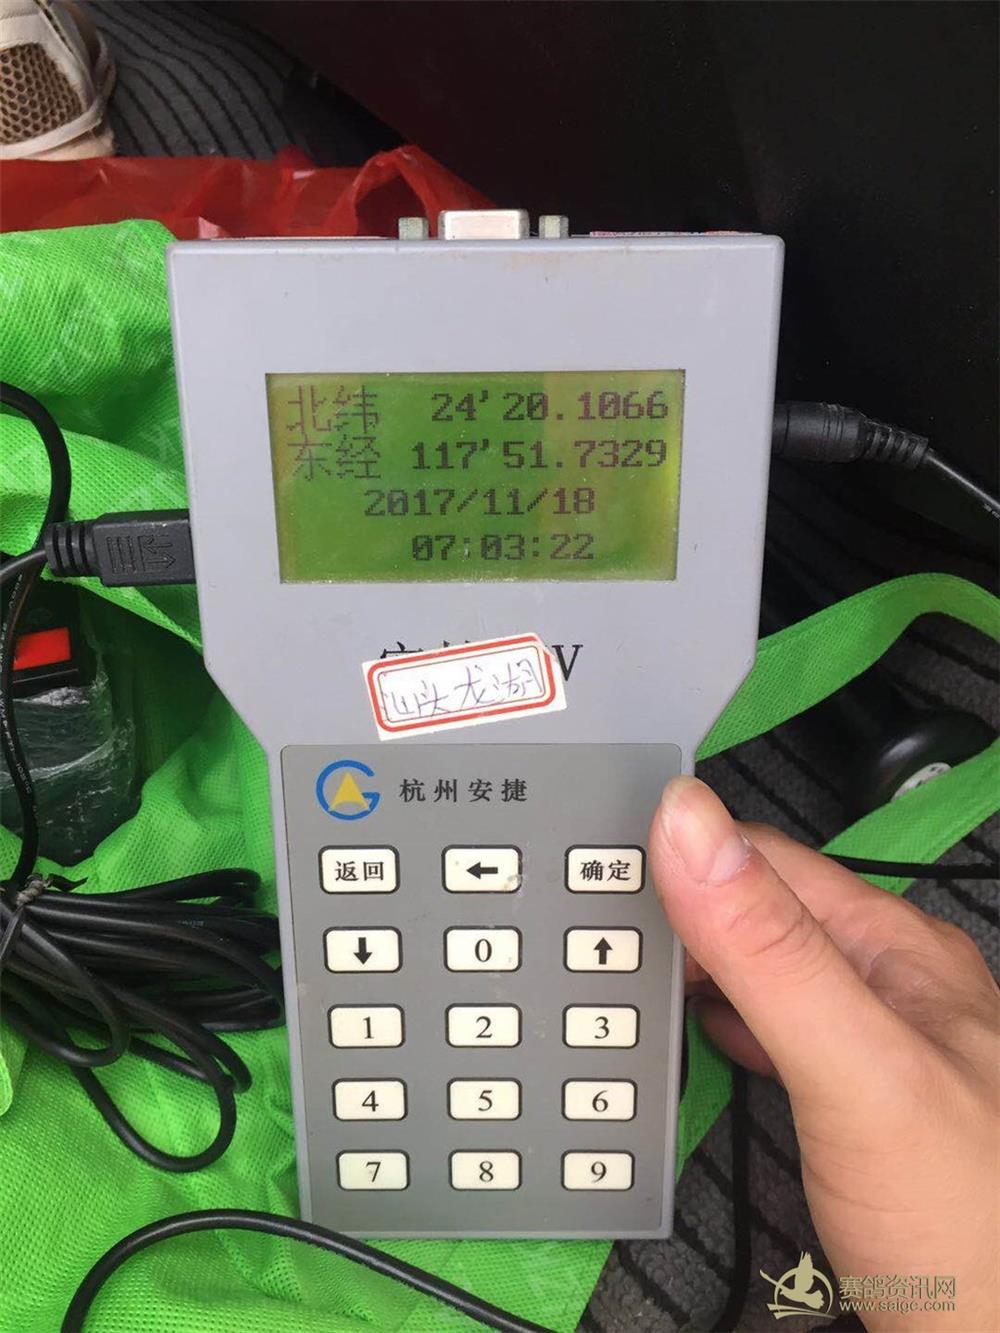 北纬 24'20.1066
东经 117'51.7329
2017/11/18
07:03:22
V
汕头龙湖
杭州安捷
返回 ← 确定
↓ 0 ↑
1 2 3
4 5 6
7 8 9
赛鸽资讯网
www.saige.com